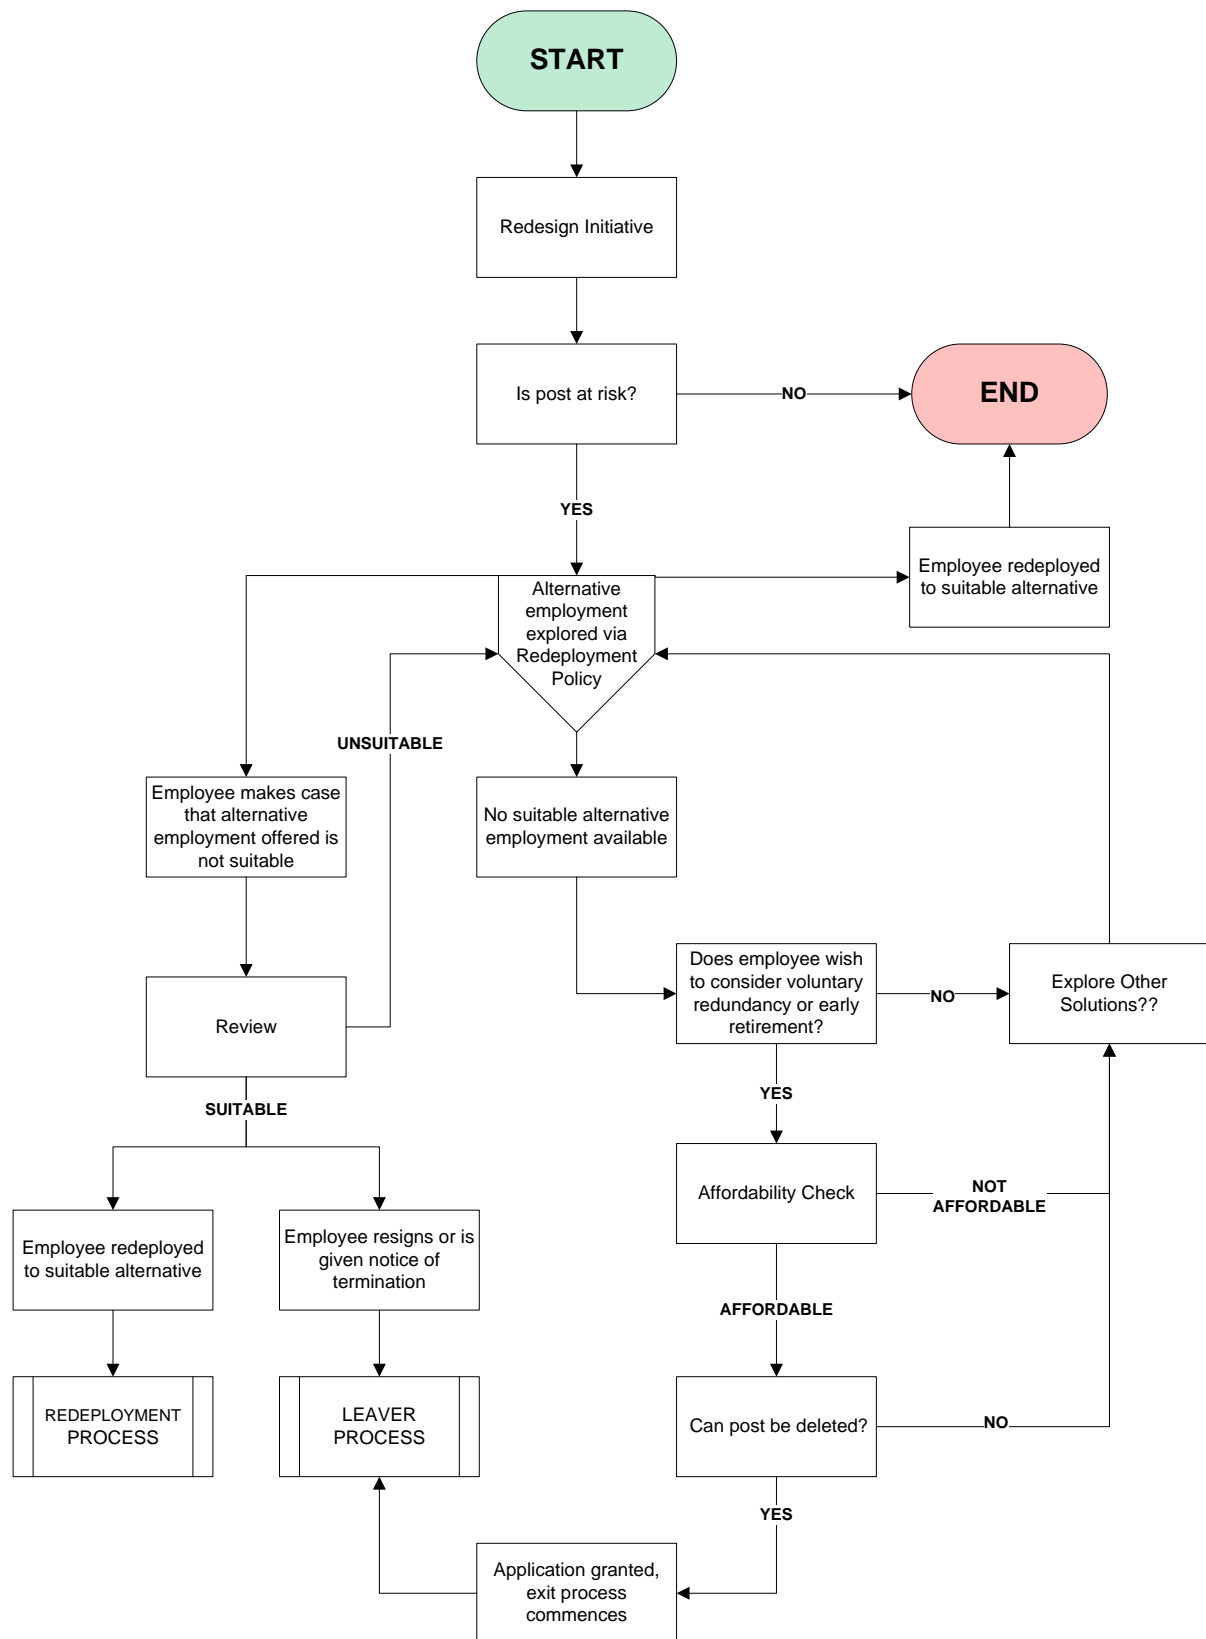 START
Redesign Initiative
Is post at risk?
NO
END
YES
Employee redeployed
to suitable alternative
Alternative
employment
explored via
Redeployment
Policy
UNSUITABLE
Employee makes case
that alternative
employment offered is
not suitable
No suitable alternative
employment available
Review
Does employee wish
to consider voluntary
redundancy or early
retirement?
NO
Explore Other
Solutions??
YES
SUITABLE
Affordability Check
NOT
AFFORDABLE
Employee redeployed
to suitable alternative
Employee resigns or is
given notice of
termination
AFFORDABLE
REDEPLOYMENT
PROCESS
LEAVER
PROCESS
Can post be deleted?
NO
YES
Application granted,
exit process
commences